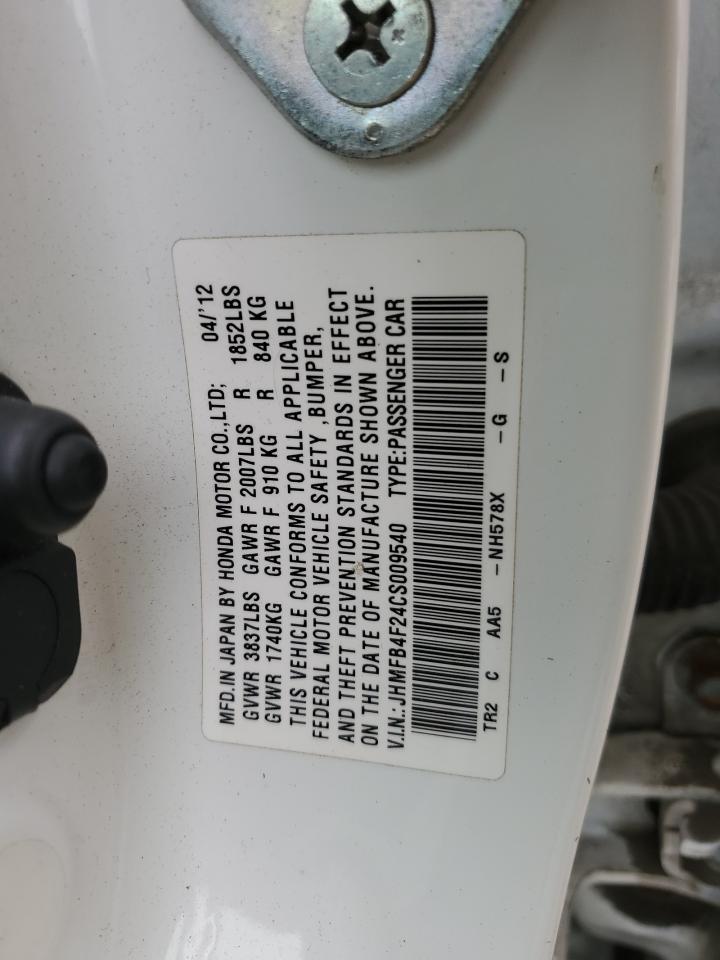 MFD.IN JAPAN BY HONDA MOTOR CO.,LTD; 04/'12
GVWR 3837LBS GAWR F 2007LBS R 1852LBS
GVWR 1740KG GAWR F 910 KG R 840 KG
THIS VEHICLE CONFORMS TO ALL APPLICABLE
FEDERAL MOTOR VEHICLE SAFETY ,BUMPER,
AND THEFT PREVENTION STANDARDS IN EFFECT
ON THE DATE OF MANUFACTURE SHOWN ABOVE.
V.I.N.:JHMFB4F24CS009540 TYPE:PASSENGER CAR
TR2 C AA5 -NH578X -G -S